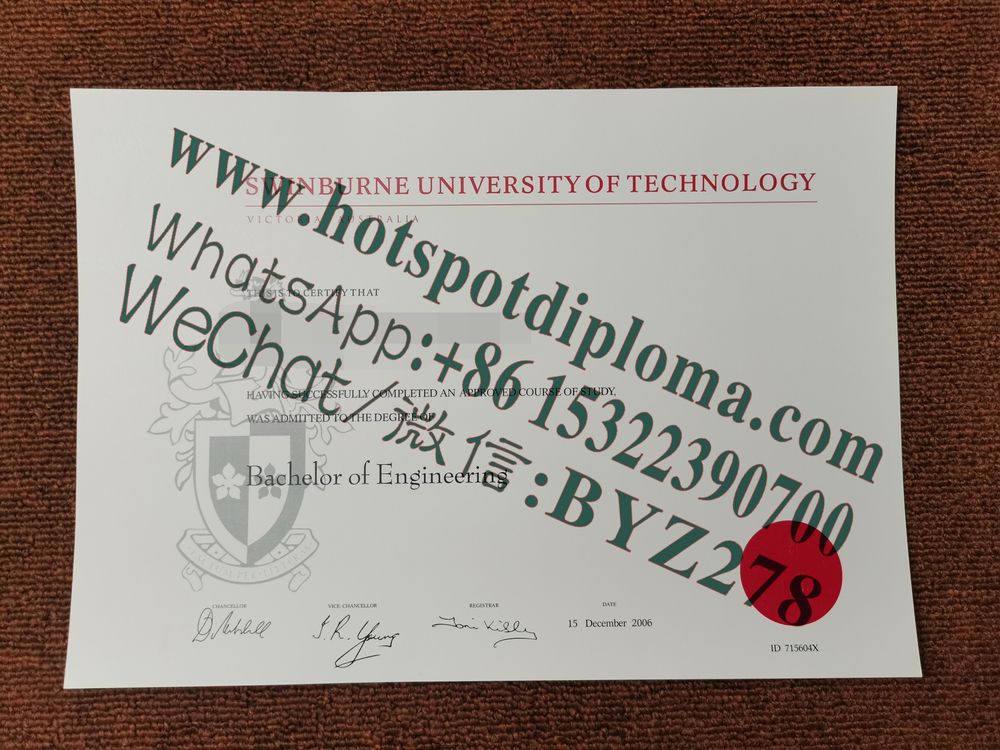 www.hotspotdiploma.com
SWINBURNE UNIVERSITY OF TECHNOLOGY
VICTORIA AUSTRALIA
WhatsApp:+86 15322390700
THIS IS TO CERTIFY THAT
WeChat/微信:BYZ278
HAVING SUCCESSFULLY COMPLETED AN APPROVED COURSE OF STUDY,
WAS ADMITTED TO THE DEGREE OF
Bachelor of Engineering
CHANCELLOR
VICE-CHANCELLOR
REGISTRAR
DATE
15 December 2006
ID 715604X